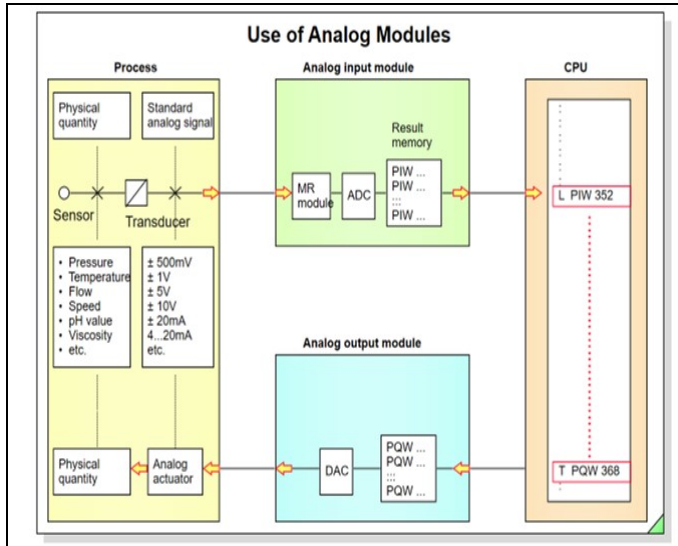 Use of Analog Modules
Process
Analog input module
CPU
Physical
quantity
Standard
analog signal
Sensor
Transducer
MR
module
ADC
Result
memory
PIW ...
PIW ...
:::
PIW ...
L PIW 352
• Pressure
• Temperature
• Flow
• Speed
• pH value
• Viscosity
• etc.
± 500mV
± 1V
± 5V
± 10V
± 20mA
4...20mA
etc.
Analog output module
Physical
quantity
Analog
actuator
DAC
PQW ...
PQW ...
:::
PQW ...
T PQW 368